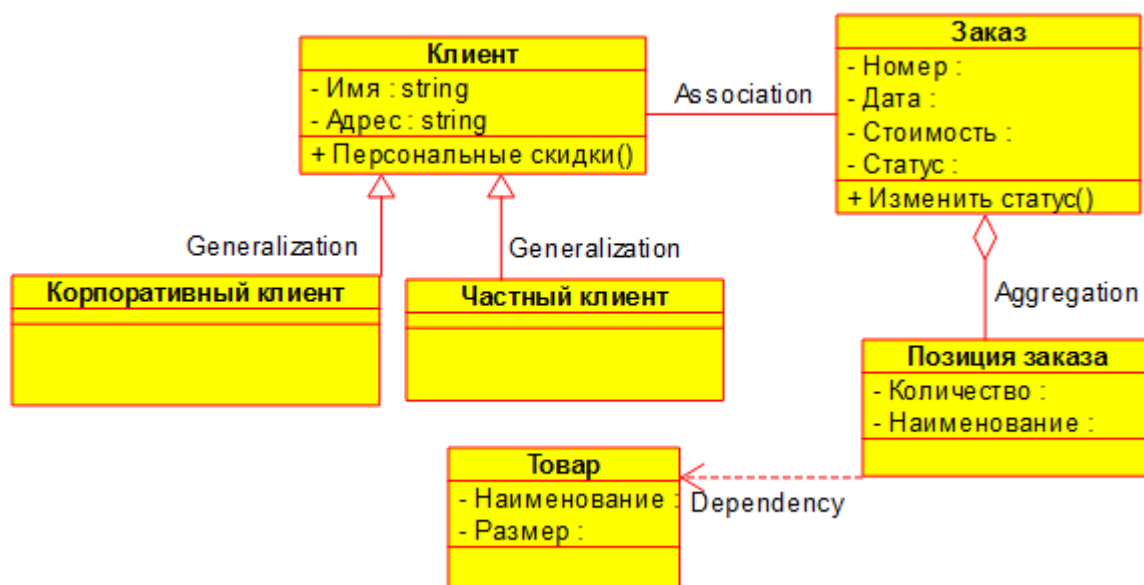 Клиент
- Имя : string
- Адрес : string
+ Персональные скидки()
Association
Заказ
- Номер :
- Дата :
- Стоимость :
- Статус :
+ Изменить статус()
Generalization
Generalization
Корпоративный клиент
Частный клиент
Aggregation
Позиция заказа
- Количество :
- Наименование :
Товар
- Наименование :
- Размер :
Dependency